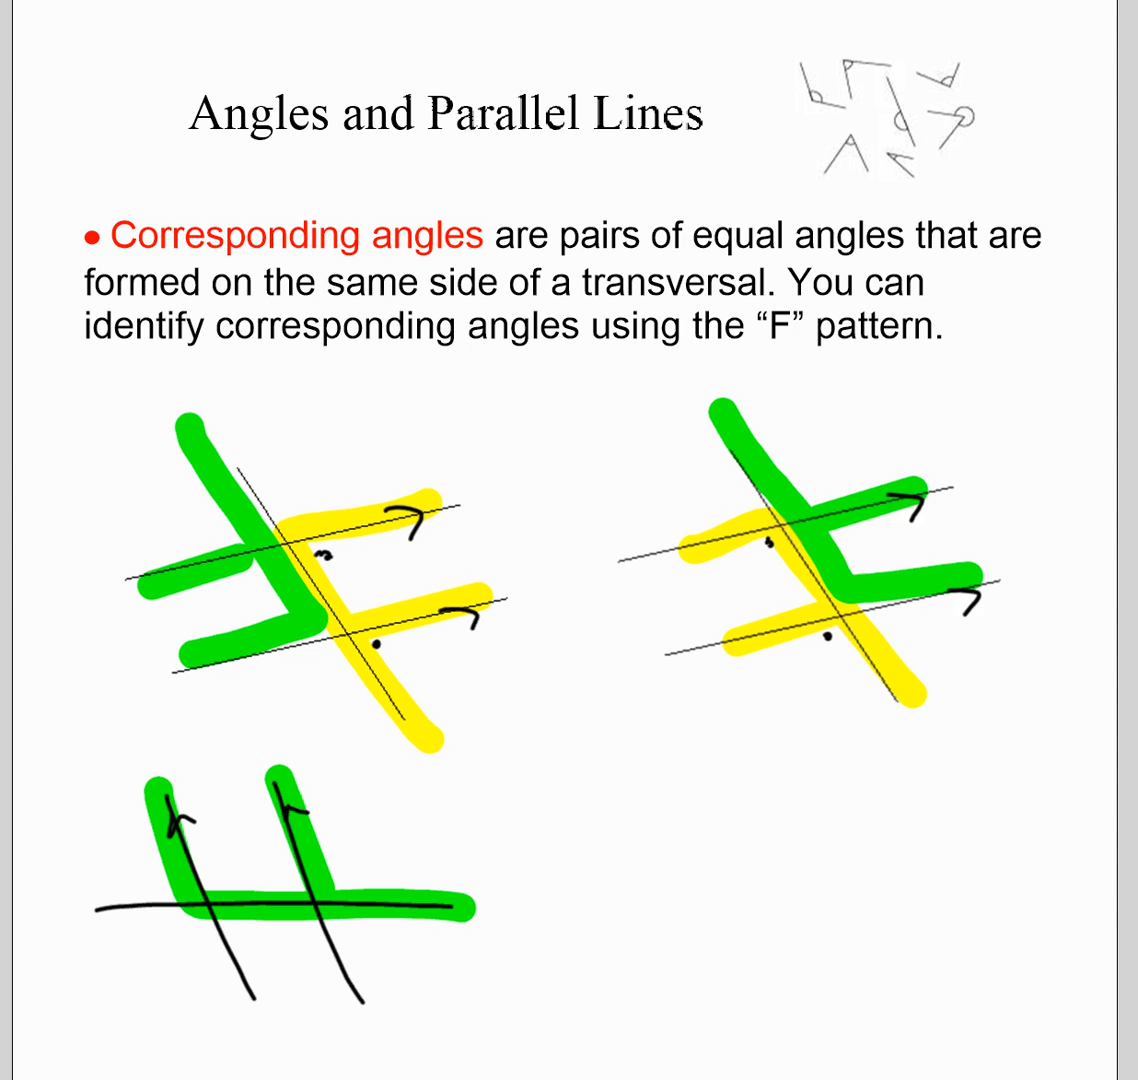 Angles and Parallel Lines
• Corresponding angles are pairs of equal angles that are
formed on the same side of a transversal. You can
identify corresponding angles using the “F” pattern.